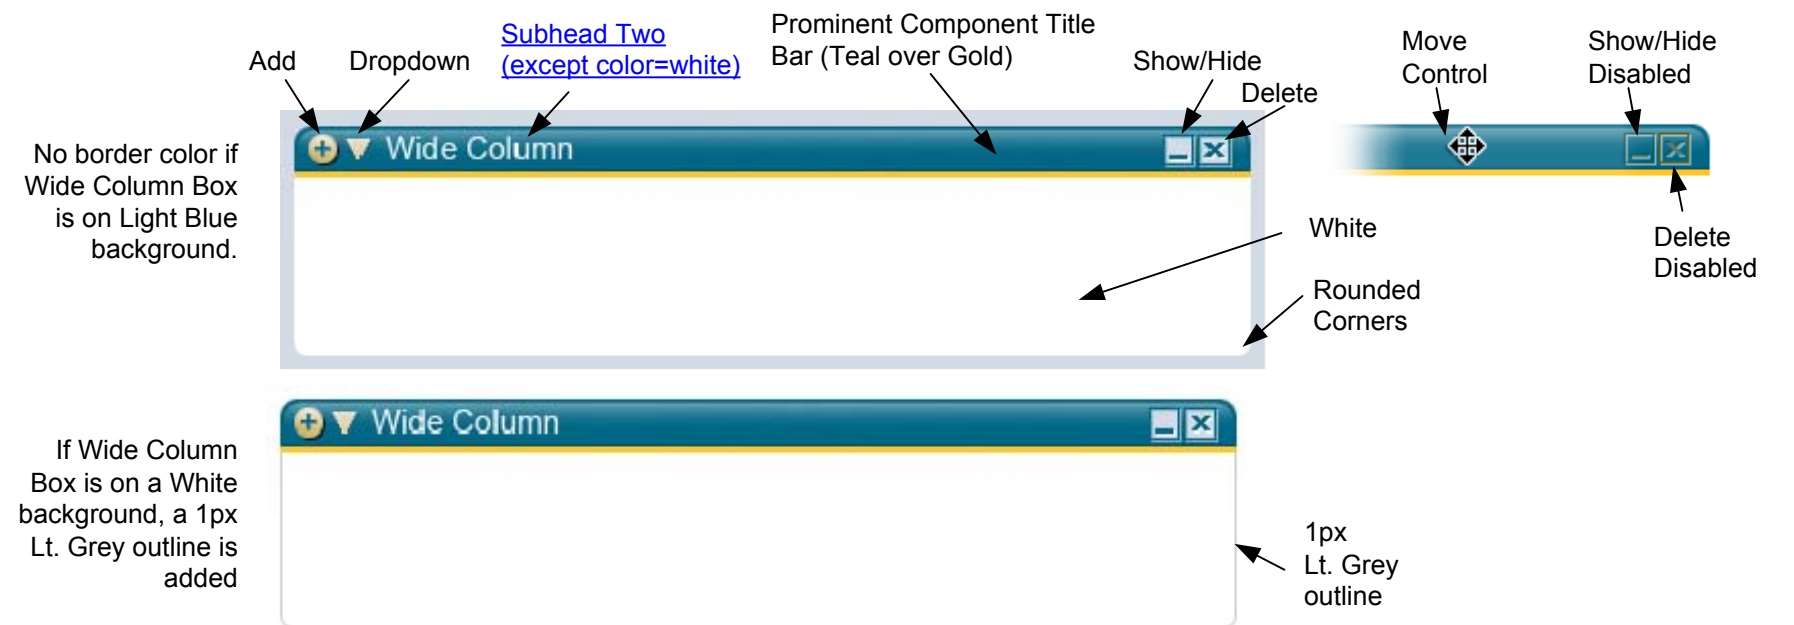 Add
Dropdown
Subhead Two
(except color=white)
Prominent Component Title
Bar (Teal over Gold)
Show/Hide
Delete
Move
Control
Show/Hide
Disabled
No border color if
Wide Column Box
is on Light Blue
background.
Wide Column
White
Rounded
Corners
Delete
Disabled
If Wide Column
Box is on a White
background, a 1px
Lt. Grey outline is
added
Wide Column
1px
Lt. Grey
outline